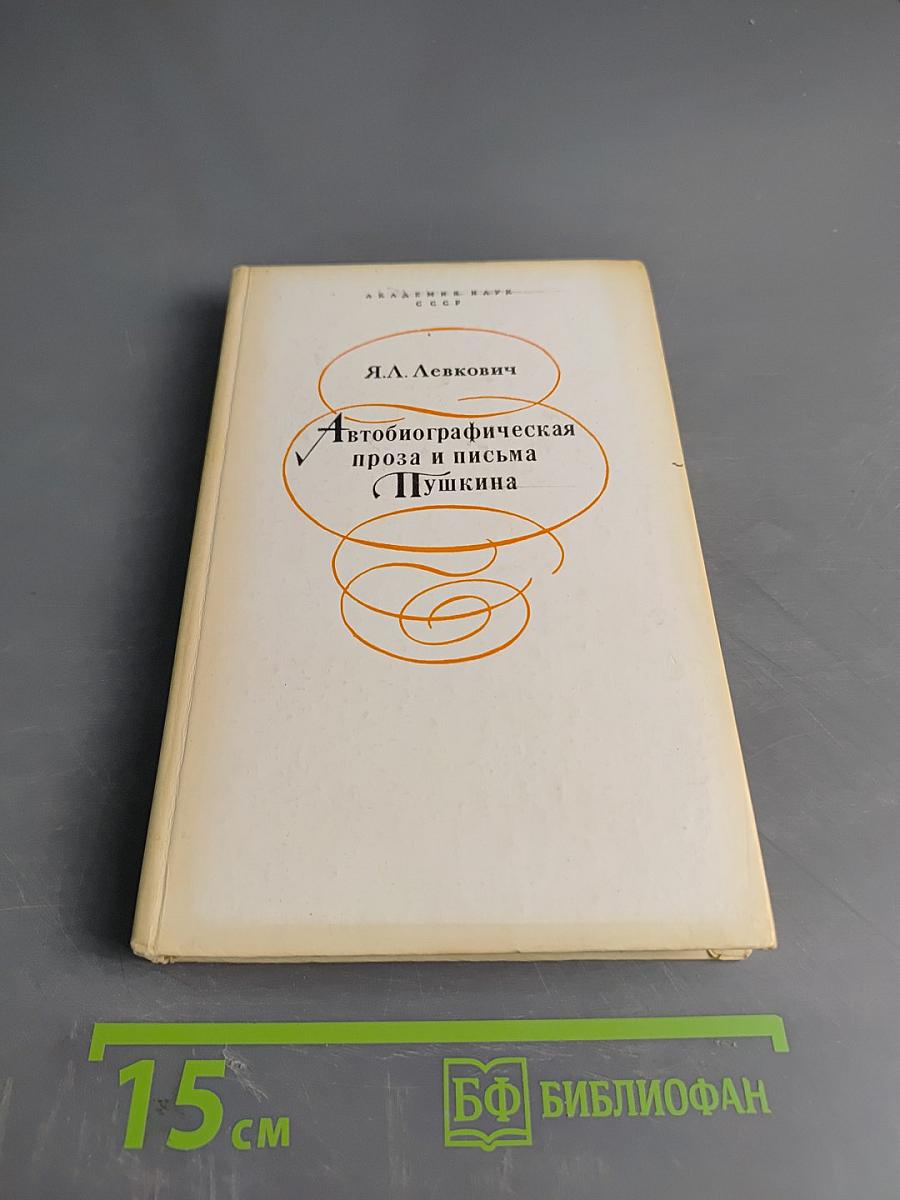 АКАДЕМИЯ НАУК
СССР
Я.Л. Левкович
Автобиографическая
проза и письма
Пушкина
15 см
БФ БИБЛИОФАН